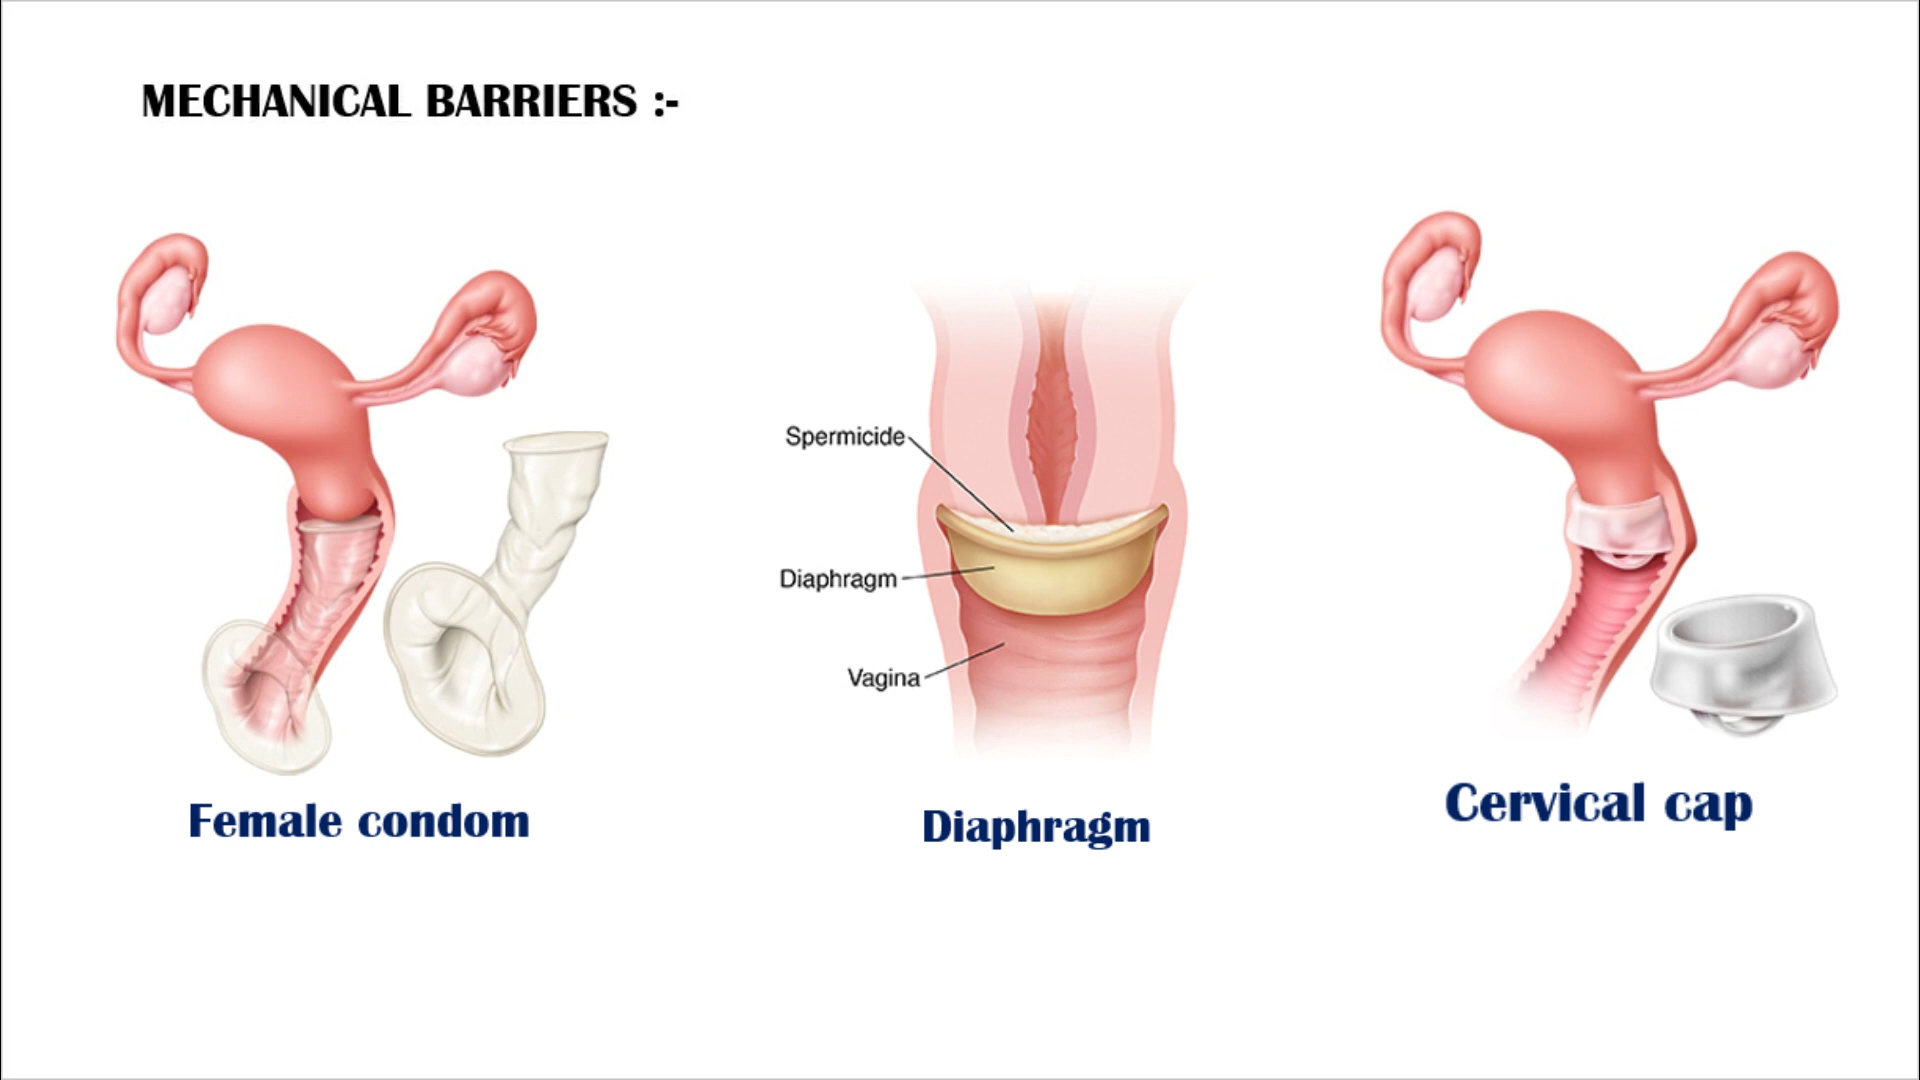 MECHANICAL BARRIERS :-
Spermicide
Diaphragm
Vagina
Female condom
Diaphragm
Cervical cap